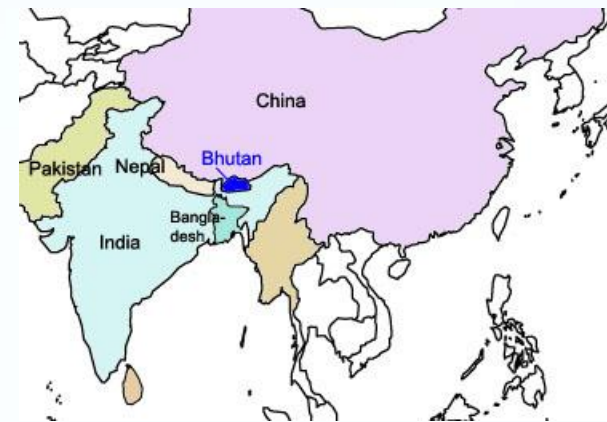 China
Bhutan
Pakistan
Nepal
Bangla-
desh
India